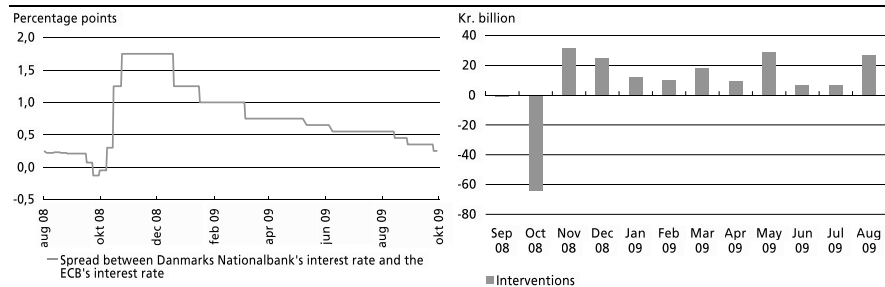 Percentage points
2,0
1,5
1,0
0,5
0,0
-0,5
aug 08
okt 08
dec 08
feb 09
apr 09
jun 09
aug 09
okt 09
Spread between Danmarks Nationalbank's interest rate and the
ECB's interest rate
Kr. billion
40
20
0
-20
-40
-60
-80
Sep Oct Nov Dec Jan Feb Mar Apr May Jun Jul Aug
08 08 08 08 09 09 09 09 09 09 09 09
Interventions